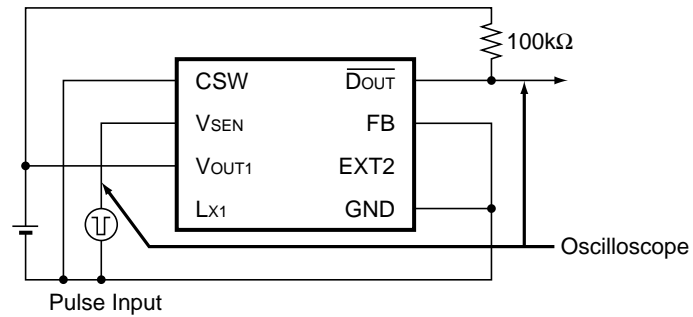 100kΩ
CSW
DOUT
VSEN
FB
VOUT1
EXT2
LX1
GND
Oscilloscope
Pulse Input